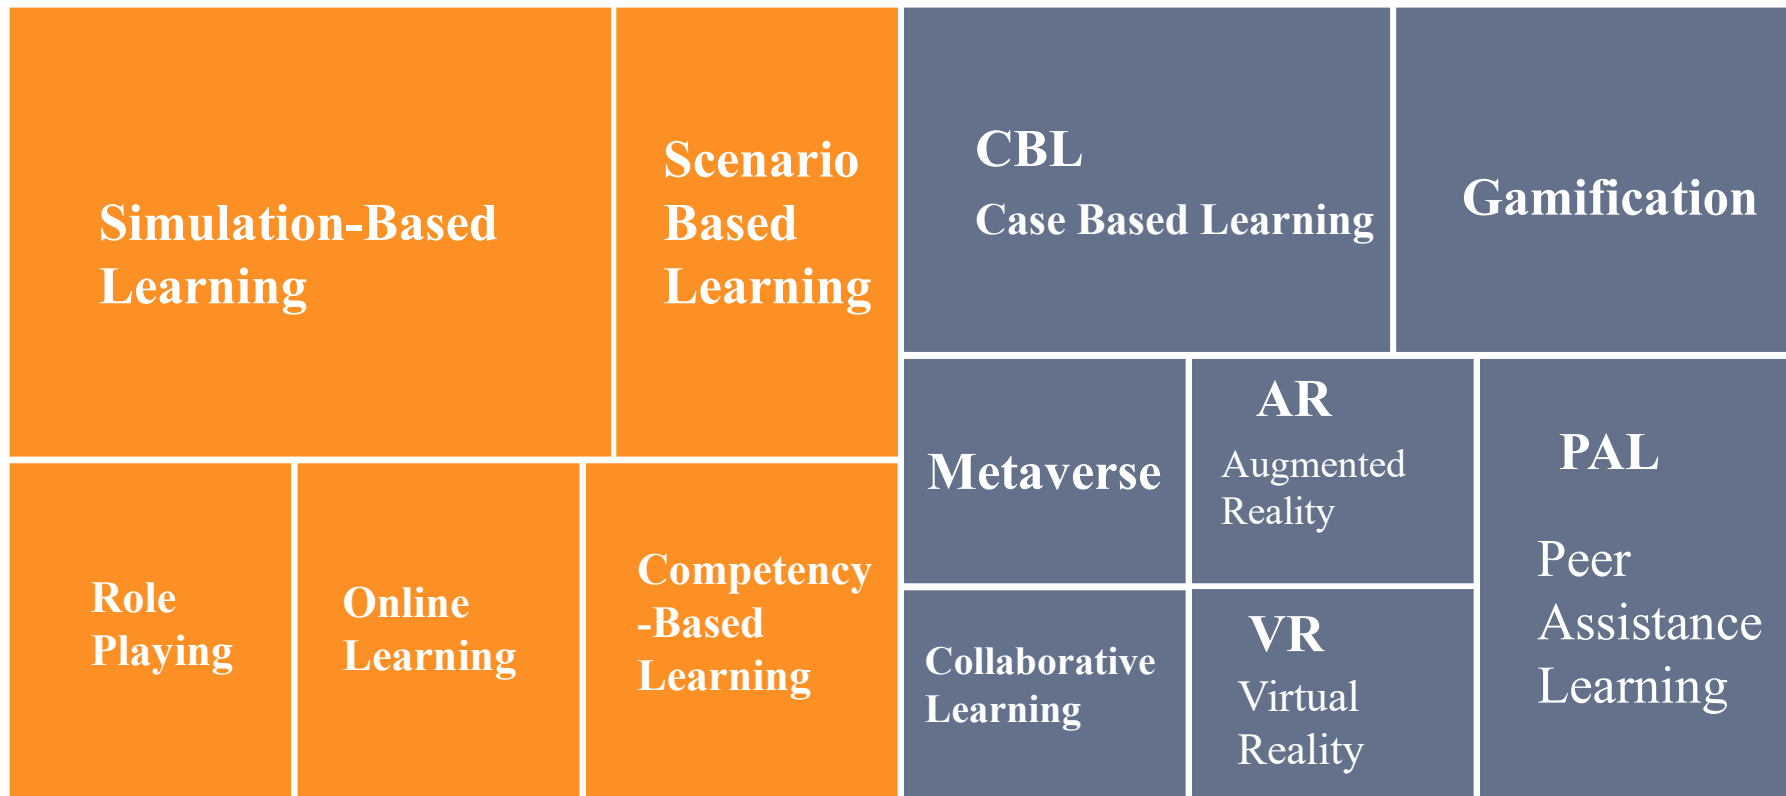 Simulation-Based
Learning
Scenario
Based
Learning
CBL
Case Based Learning
Gamification
Role
Playing
Online
Learning
Competency
-Based
Learning
Metaverse
AR
Augmented
Reality
PAL
Peer
Assistance
Learning
Collaborative
Learning
VR
Virtual
Reality